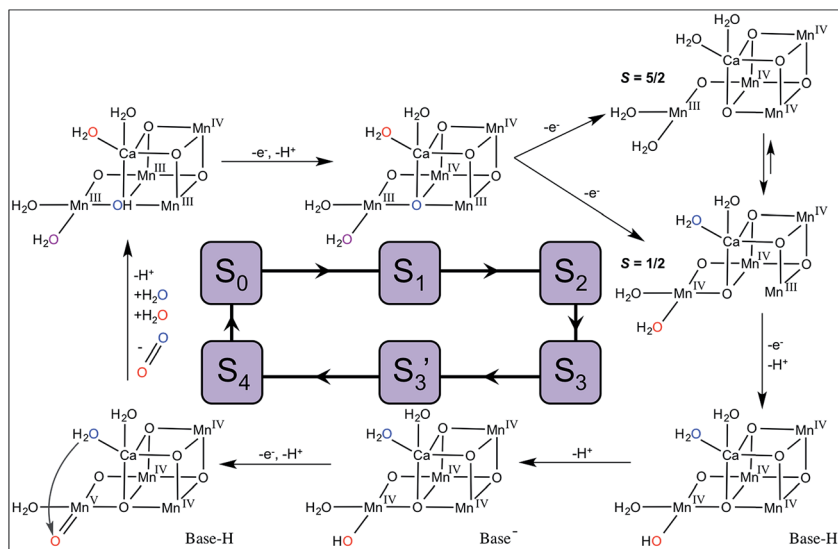 H₂O
H₂O
O
Mn^IV
Ca
O
O
Mn^III
O
H₂O
Mn^III
OH
Mn^III
H₂O
-e⁻, -H⁺
H₂O
H₂O
O
Mn^IV
Ca
O
O
Mn^IV
O
H₂O
Mn^III
O
Mn^III
H₂O
-e⁻
-e⁻
S = 5/2
H₂O
H₂O
O
Mn^IV
Ca
O
O
Mn^IV
O
H₂O
Mn^III
O
Mn^IV
H₂O
S = 1/2
H₂O
H₂O
O
Mn^IV
Ca
O
O
Mn^IV
O
H₂O
Mn^IV
O
Mn^III
H₂O
S₀
S₁
S₂
S₄
S₃'
S₃
-H⁺
+H₂O
+H₂O
-
O
O
-e⁻
-H⁺
H₂O
H₂O
O
Mn^IV
Ca
O
O
Mn^IV
O
H₂O
Mn^V
O
Mn^IV
O
Base-H
-e⁻, -H⁺
H₂O
H₂O
O
Mn^IV
Ca
O
O
Mn^IV
O
H₂O
Mn^IV
O
Mn^IV
HO
Base⁻
-H⁺
H₂O
H₂O
O
Mn^IV
Ca
O
O
Mn^IV
O
H₂O
Mn^IV
O
Mn^IV
HO
Base-H